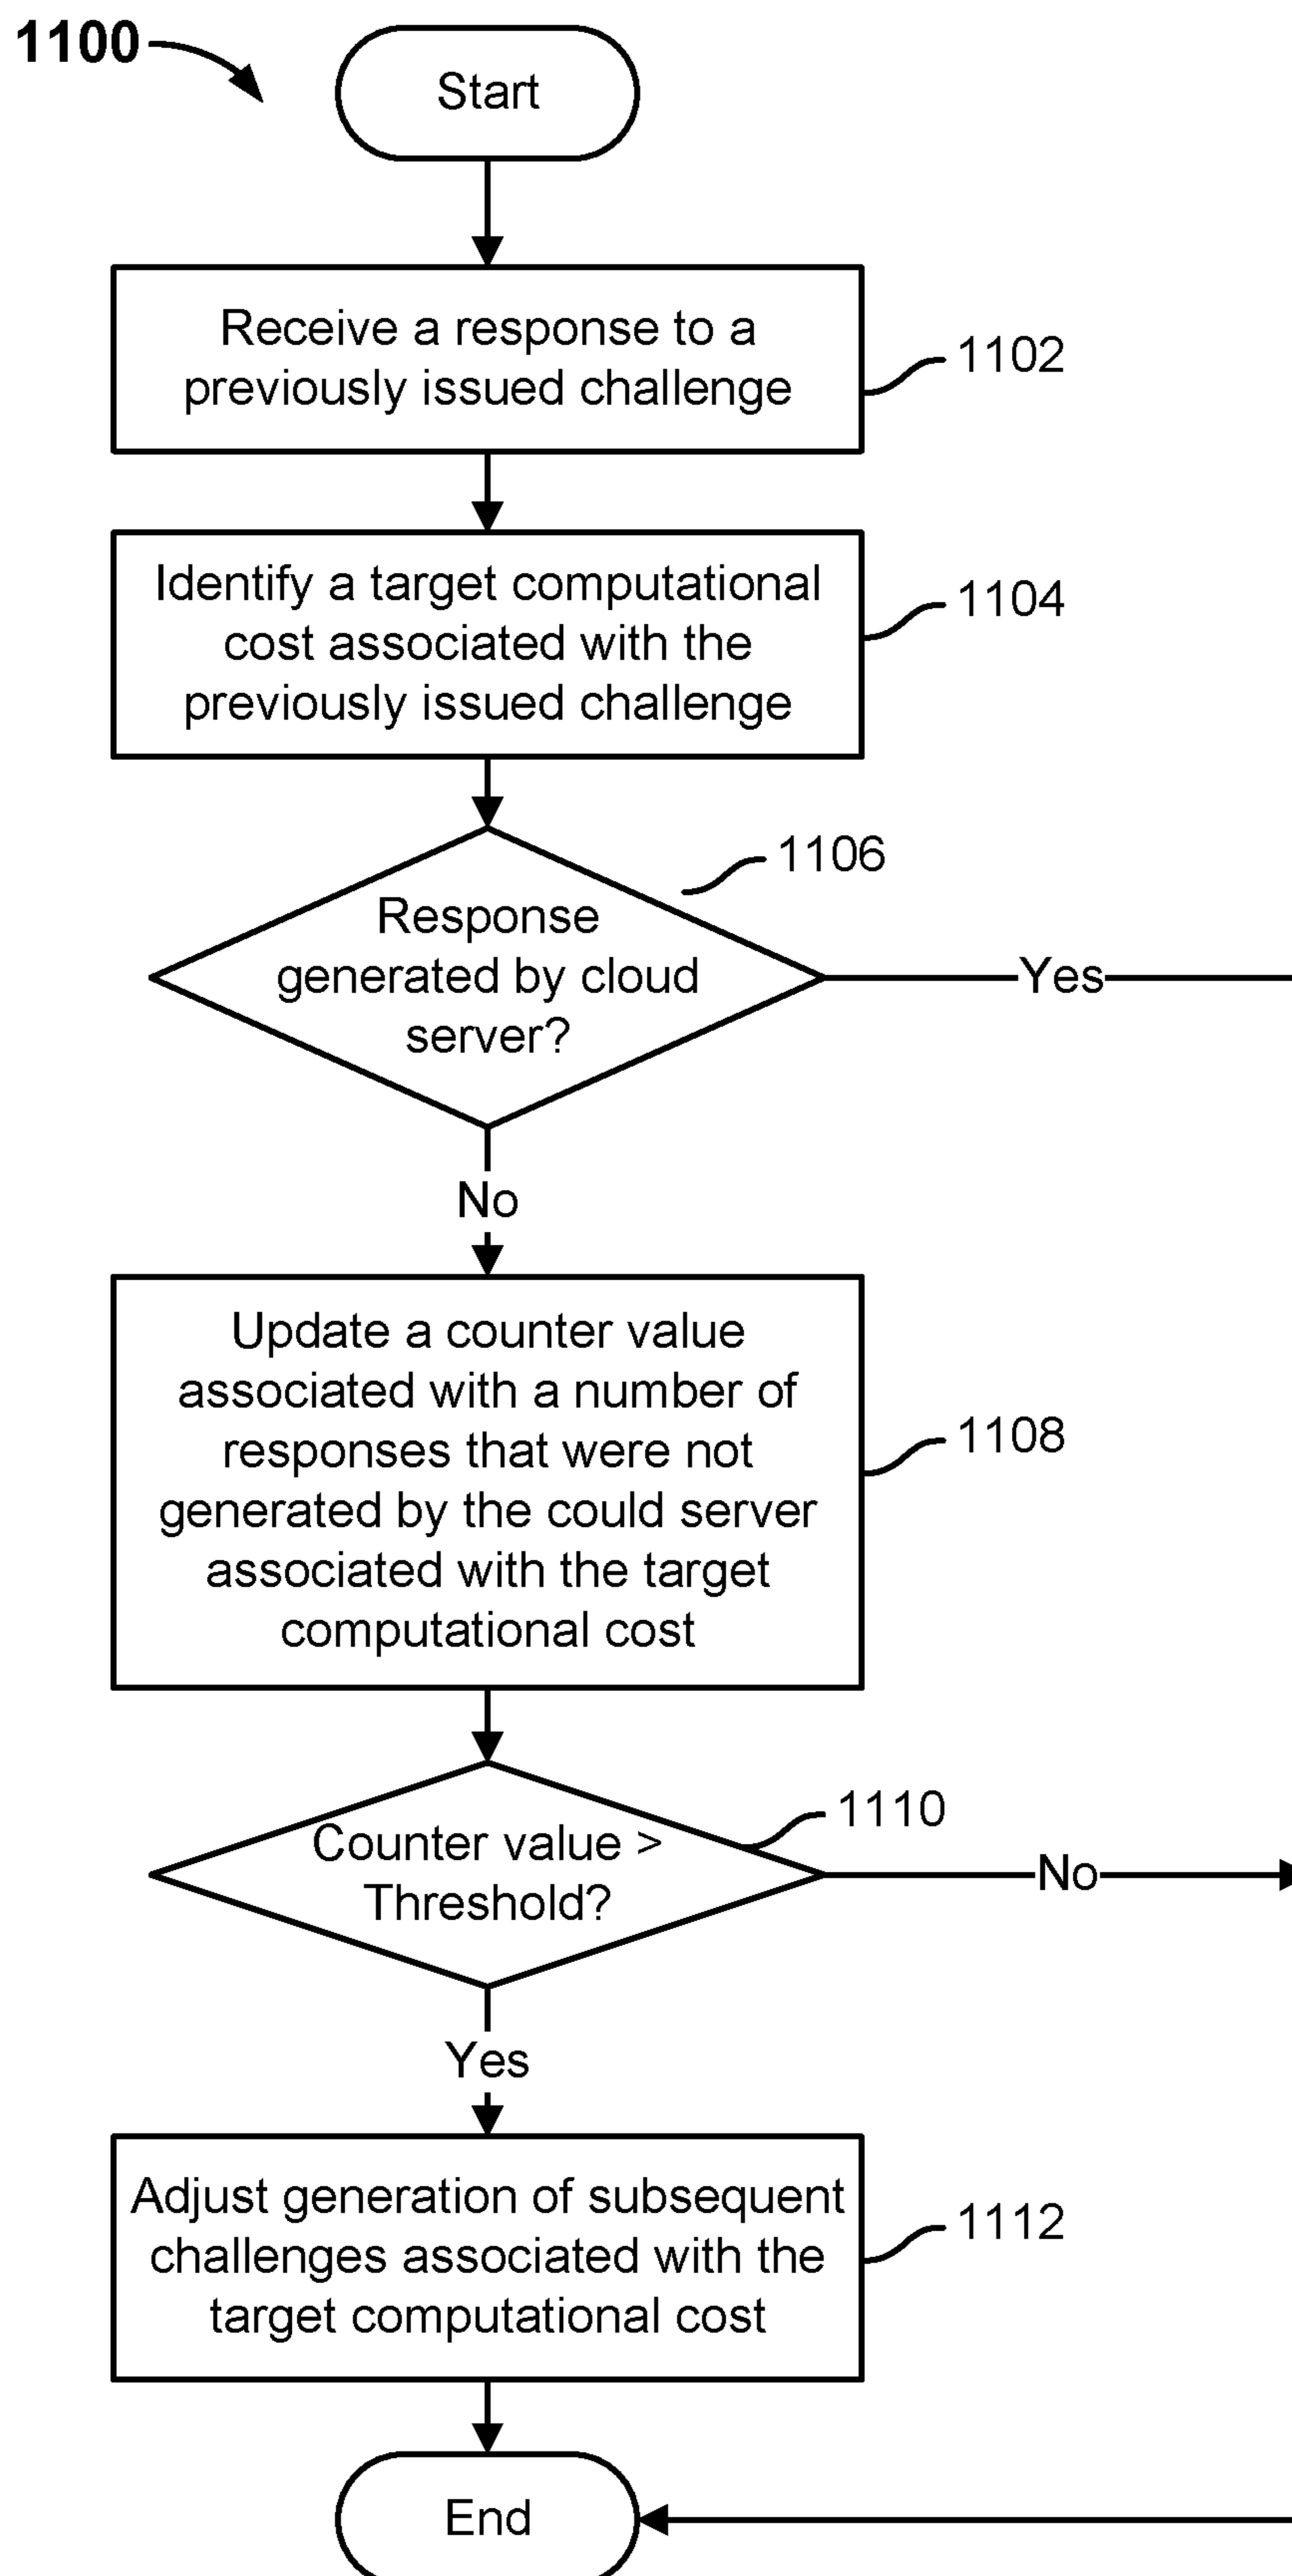 1100
Start
Receive a response to a
previously issued challenge
1102
Identify a target computational
cost associated with the
previously issued challenge
1104
1106
Response
generated by cloud
server?
Yes
No
Update a counter value
associated with a number of
responses that were not
generated by the could server
associated with the target
computational cost
1108
1110
Counter value >
Threshold?
No
Yes
Adjust generation of subsequent
challenges associated with the
target computational cost
1112
End